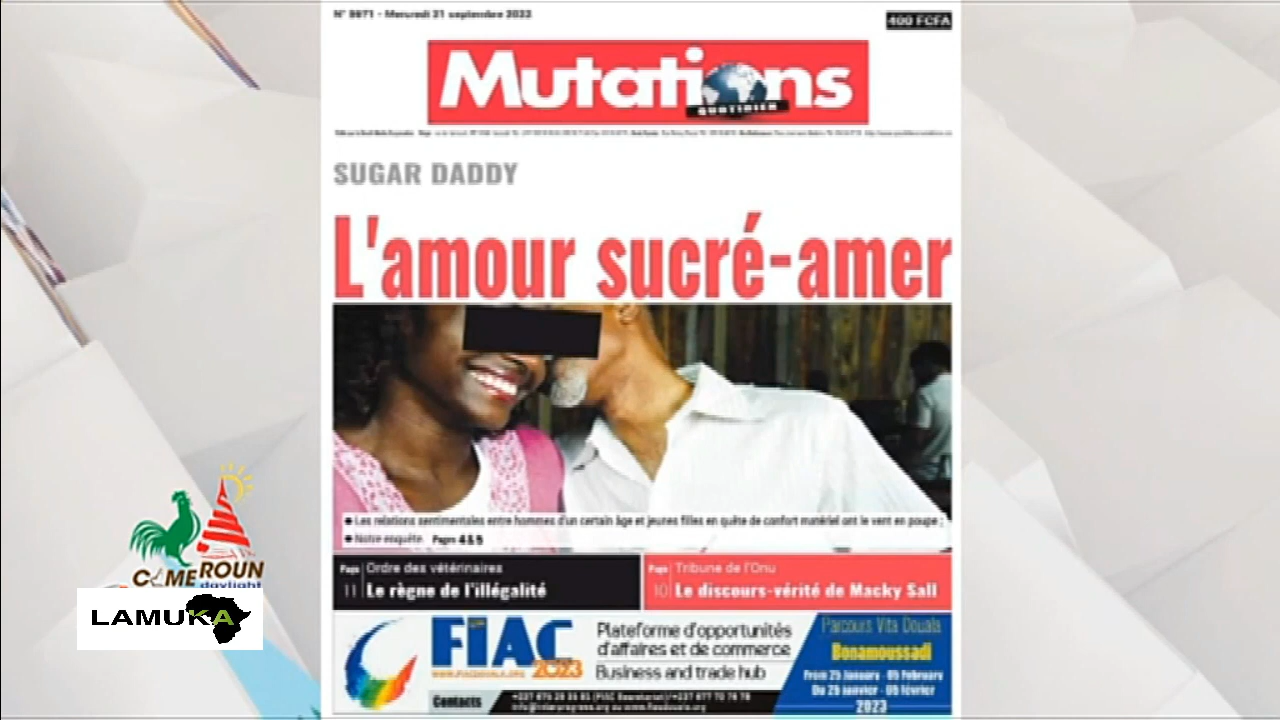 N° 5671 - Mercredi 21 septembre 2022
400 FCFA
Mutations
QUOTIDIEN
SUGAR DADDY
L'amour sucré-amer
● Les relations sentimentales entre hommes d'un certain âge et jeunes filles en quête de confort matériel ont le vent en poupe ;
● Notre enquête. Pages 4&5
Page Ordre des vétérinaires
11 Le règne de l'illégalité
Page Tribune de l'Onu
10 Le discours-vérité de Macky Sall
FIAC
2023
Plateforme d'opportunités
d'affaires et de commerce
Business and trade hub
Contacts
Parcours Vita Douala
Bonamoussadi
From 25 January - 05 February
Du 25 janvier - 05 février
2023
CAMEROUN
daylight
LAMUKA